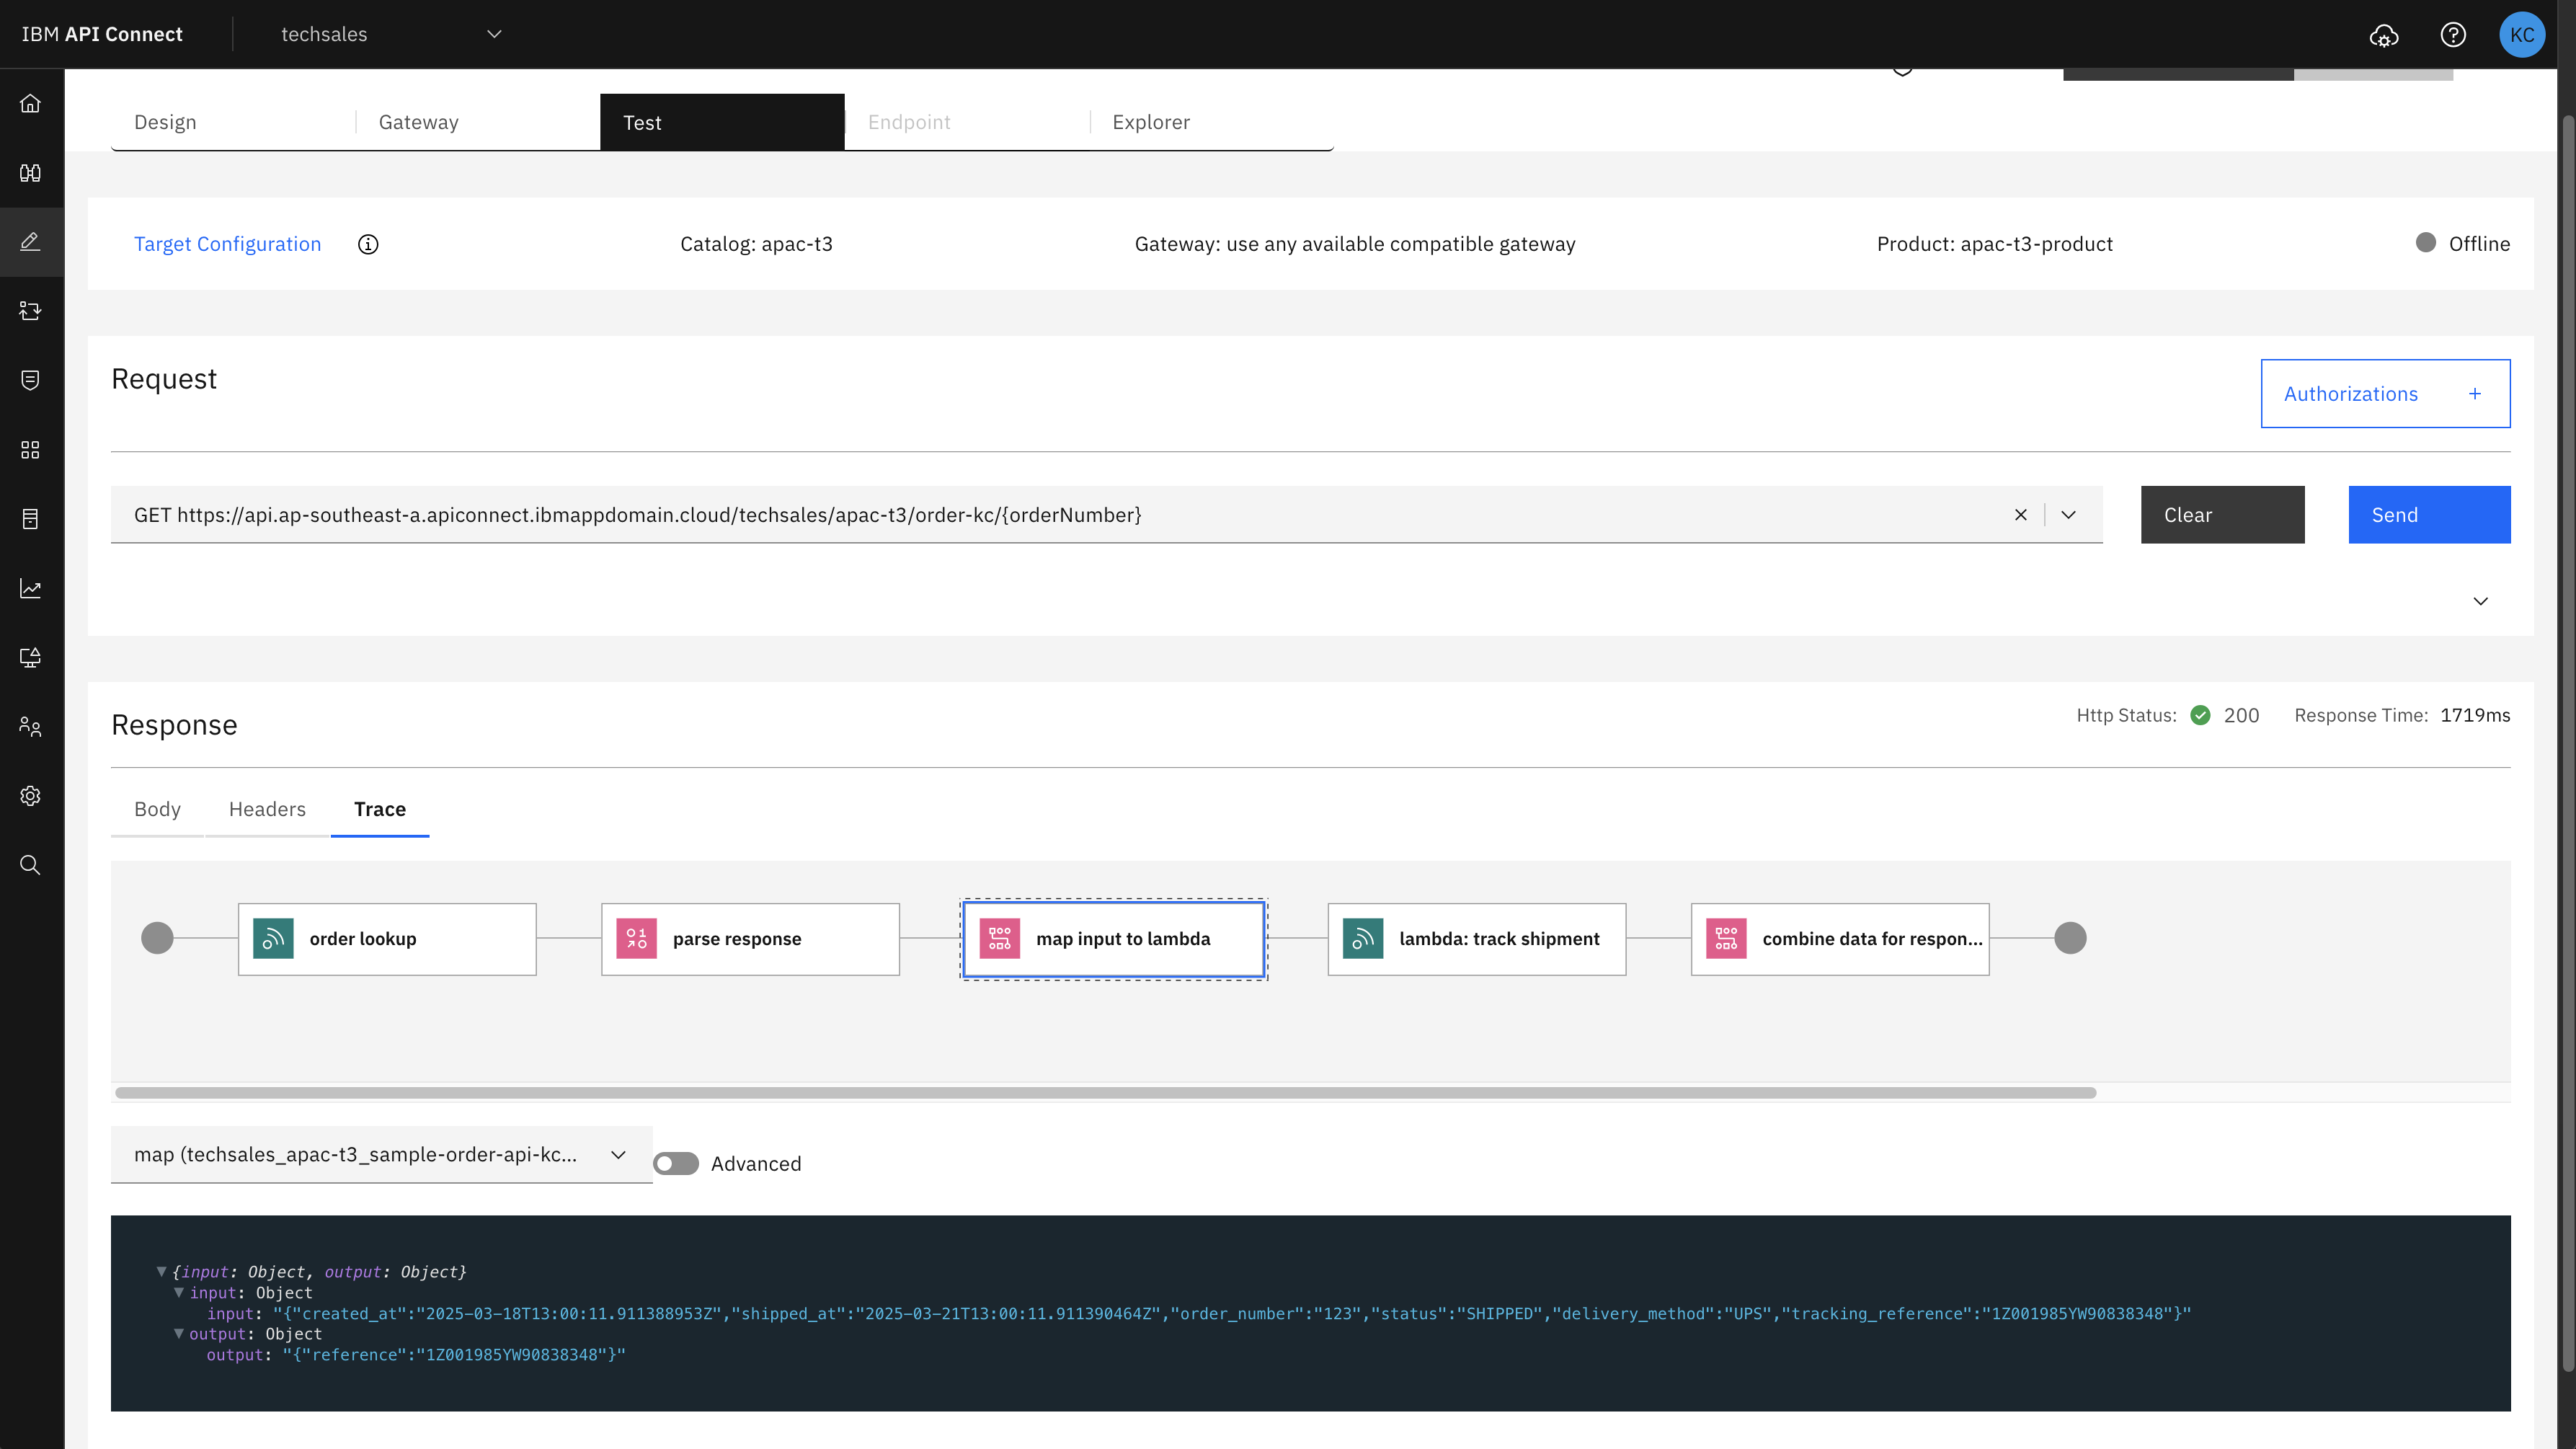 IBM API Connect
techsales
KC
Design
Gateway
Test
Endpoint
Explorer
Target Configuration
Catalog: apac-t3
Gateway: use any available compatible gateway
Product: apac-t3-product
Offline
Request
Authorizations +
GET https://api.ap-southeast-a.apiconnect.ibmappdomain.cloud/techsales/apac-t3/order-kc/{orderNumber}
Clear
Send
Response
Http Status: 200
Response Time: 1719ms
Body
Headers
Trace
order lookup
parse response
map input to lambda
lambda: track shipment
combine data for respon...
map (techsales_apac-t3_sample-order-api-kc...
Advanced
{input: Object, output: Object}
input: Object
input: "{"created_at":"2025-03-18T13:00:11.911388953Z","shipped_at":"2025-03-21T13:00:11.911390464Z","order_number":"123","status":"SHIPPED","delivery_method":"UPS","tracking_reference":"1Z001985YW90838348"}"
output: Object
output: "{"reference":"1Z001985YW90838348"}"